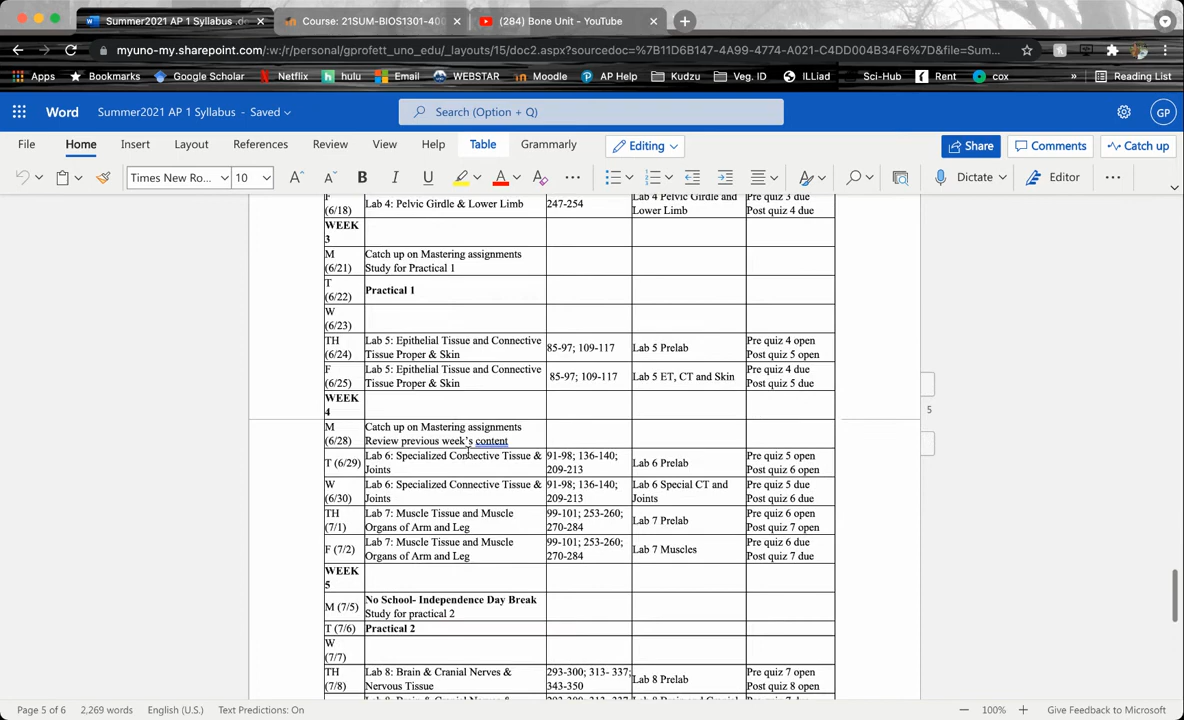 Summer2021 AP 1 Syllabus .do
Course: 21SUM-BIOS1301-400
(284) Bone Unit - YouTube
myuno-my.sharepoint.com/:w:/r/personal/gprofett_uno_edu/_layouts/15/doc2.aspx?sourcedoc=%7B11D6B147-4A99-4774-A021-C4DD004B34F6%7D&file=Sum...
Apps Bookmarks Google Scholar Netflix hulu Email WEBSTAR Moodle AP Help Kudzu Veg. ID ILLiad Sci-Hub Rent cox » Reading List
Word Summer2021 AP 1 Syllabus - Saved Search (Option + Q) GP
File Home Insert Layout References Review View Help Table Grammarly Editing Share Comments Catch up
Times New Ro... 10 A A B I U A Dictate Editor
F (6/18) Lab 4: Pelvic Girdle & Lower Limb 247-254 Lab 4 Pelvic Girdle and Pre quiz 3 due
Lower Limb Post quiz 4 due
WEEK
3
M Catch up on Mastering assignments
(6/21) Study for Practical 1
T
(6/22) Practical 1
W
(6/23)
TH Lab 5: Epithelial Tissue and Connective 85-97; 109-117 Lab 5 Prelab Pre quiz 4 open
(6/24) Tissue Proper & Skin Post quiz 5 open
F Lab 5: Epithelial Tissue and Connective 85-97; 109-117 Lab 5 ET, CT and Skin Pre quiz 4 due
(6/25) Tissue Proper & Skin Post quiz 5 due
WEEK
4
M Catch up on Mastering assignments
(6/28) Review previous week's content
T (6/29) Lab 6: Specialized Connective Tissue & 91-98; 136-140; Lab 6 Prelab Pre quiz 5 open
Joints 209-213 Post quiz 6 open
W Lab 6: Specialized Connective Tissue & 91-98; 136-140; Lab 6 Special CT and Pre quiz 5 due
(6/30) Joints 209-213 Joints Post quiz 6 due
TH Lab 7: Muscle Tissue and Muscle 99-101; 253-260; Lab 7 Prelab Pre quiz 6 open
(7/1) Organs of Arm and Leg 270-284 Post quiz 7 open
F (7/2) Lab 7: Muscle Tissue and Muscle 99-101; 253-260; Lab 7 Muscles Pre quiz 6 due
Organs of Arm and Leg 270-284 Post quiz 7 due
WEEK
5
M (7/5) No School- Independence Day Break
Study for practical 2
T (7/6) Practical 2
W
(7/7)
TH Lab 8: Brain & Cranial Nerves & 293-300; 313- 337; Lab 8 Prelab Pre quiz 7 open
(7/8) Nervous Tissue 343-350 Post quiz 8 open
5
Page 5 of 6 2,269 words English (U.S.) Text Predictions: On 100% Give Feedback to Microsoft